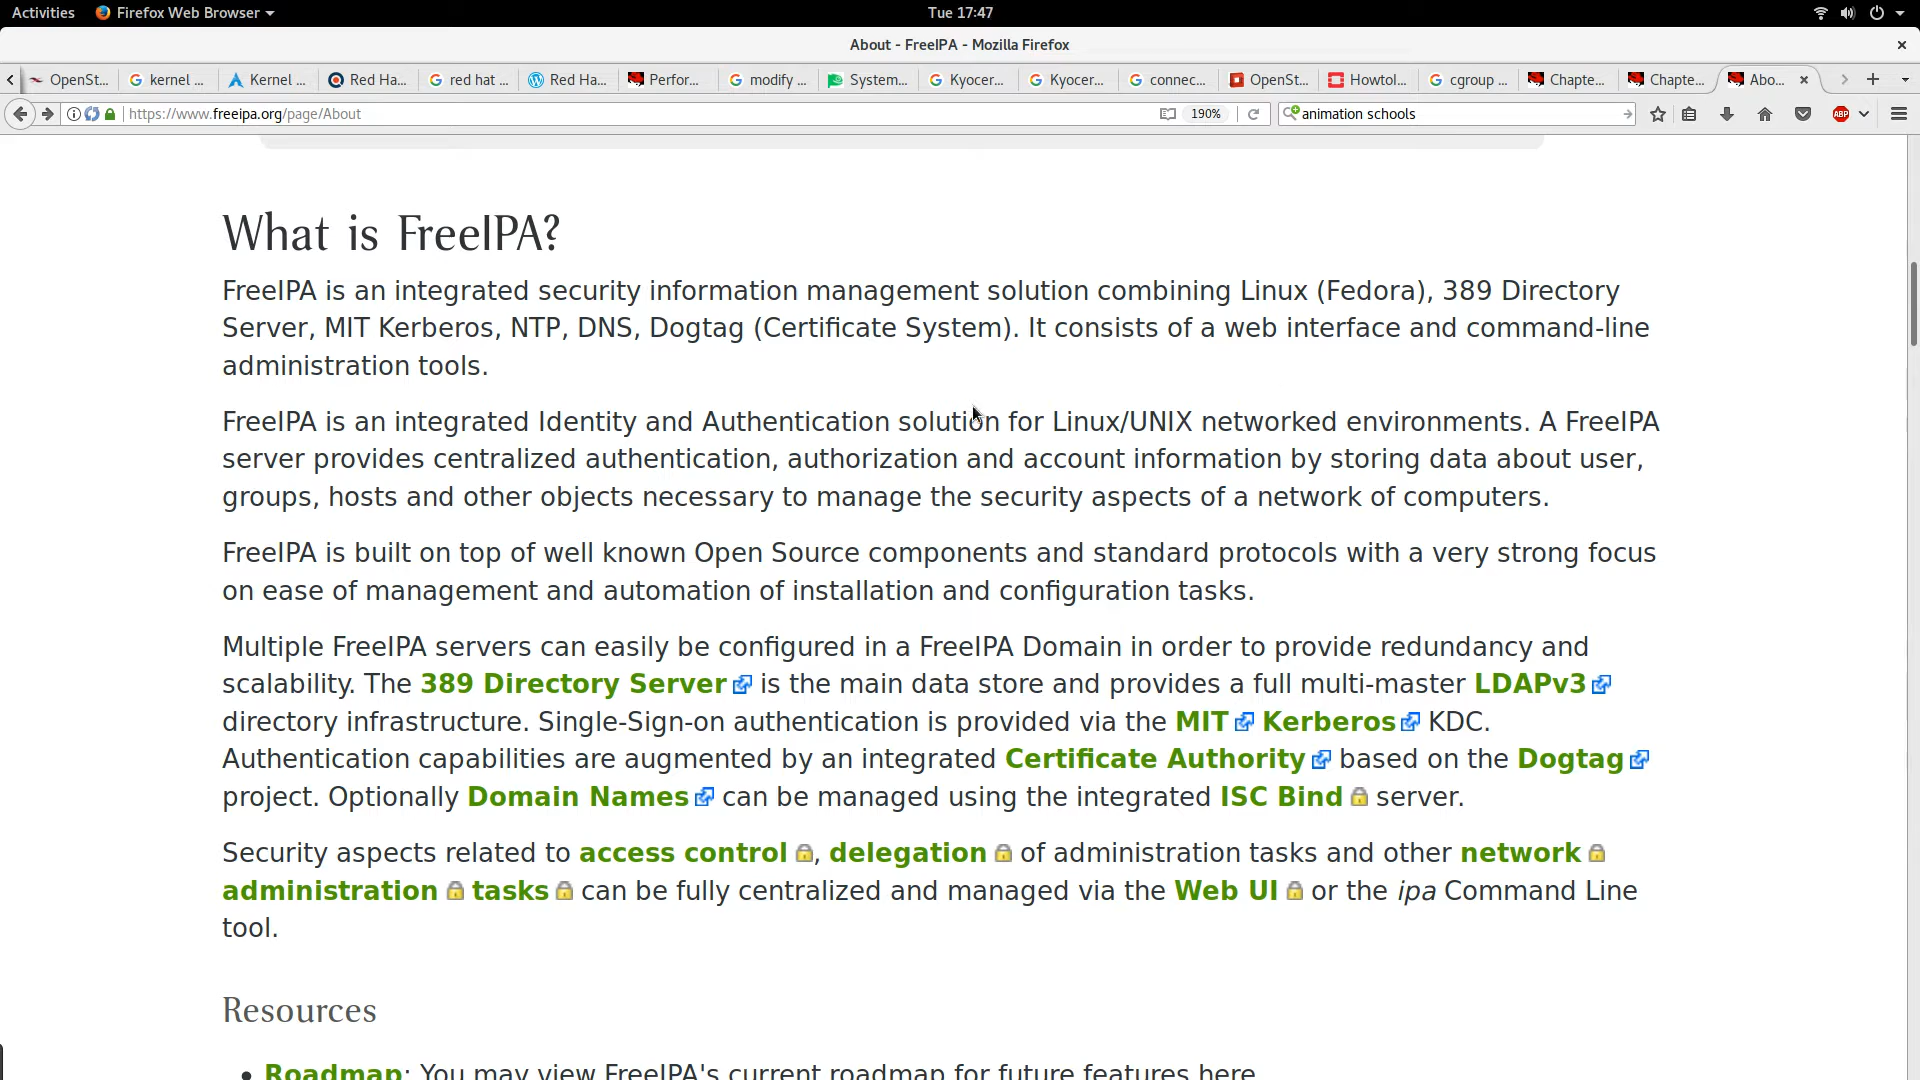 Activities Firefox Web Browser Tue 17:47
About - FreeIPA - Mozilla Firefox
OpenSt... kernel ... Kernel ... Red Ha... red hat ... Red Ha... Perfor... modify ... System... Kyocer... Kyocer... connec... OpenSt... Howtol... cgroup ... Chapte... Chapte... Abo...
https://www.freeipa.org/page/About 190% animation schools ABP
What is FreeIPA?
FreeIPA is an integrated security information management solution combining Linux (Fedora), 389 Directory
Server, MIT Kerberos, NTP, DNS, Dogtag (Certificate System). It consists of a web interface and command-line
administration tools.
FreeIPA is an integrated Identity and Authentication solution for Linux/UNIX networked environments. A FreeIPA
server provides centralized authentication, authorization and account information by storing data about user,
groups, hosts and other objects necessary to manage the security aspects of a network of computers.
FreeIPA is built on top of well known Open Source components and standard protocols with a very strong focus
on ease of management and automation of installation and configuration tasks.
Multiple FreeIPA servers can easily be configured in a FreeIPA Domain in order to provide redundancy and
scalability. The 389 Directory Server is the main data store and provides a full multi-master LDAPv3
directory infrastructure. Single-Sign-on authentication is provided via the MIT Kerberos KDC.
Authentication capabilities are augmented by an integrated Certificate Authority based on the Dogtag
project. Optionally Domain Names can be managed using the integrated ISC Bind server.
Security aspects related to access control, delegation of administration tasks and other network
administration tasks can be fully centralized and managed via the Web UI or the ipa Command Line
tool.
Resources
• Roadmap: You may view FreeIPA's current roadmap for future features here